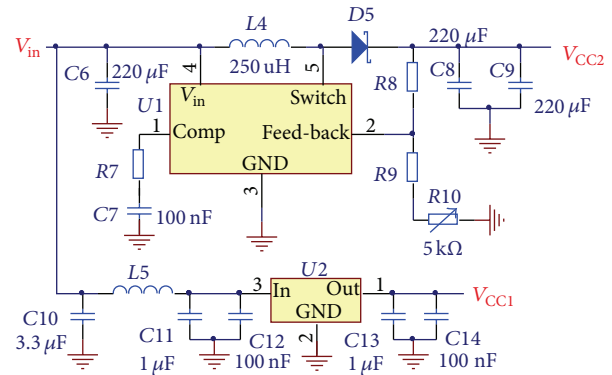 L4
D5
V_in
4
250 uH
5
220 μF
V_CC2
C6
220 μF
V_in
Switch
R8
C8
C9
U1
1
Comp
Feed-back
2
220 μF
R7
GND
R9
R10
3
C7
100 nF
5 kΩ
L5
U2
3
In
Out
1
V_CC1
GND
C10
3.3 μF
C11
1 μF
C12
100 nF
2
C13
1 μF
C14
100 nF